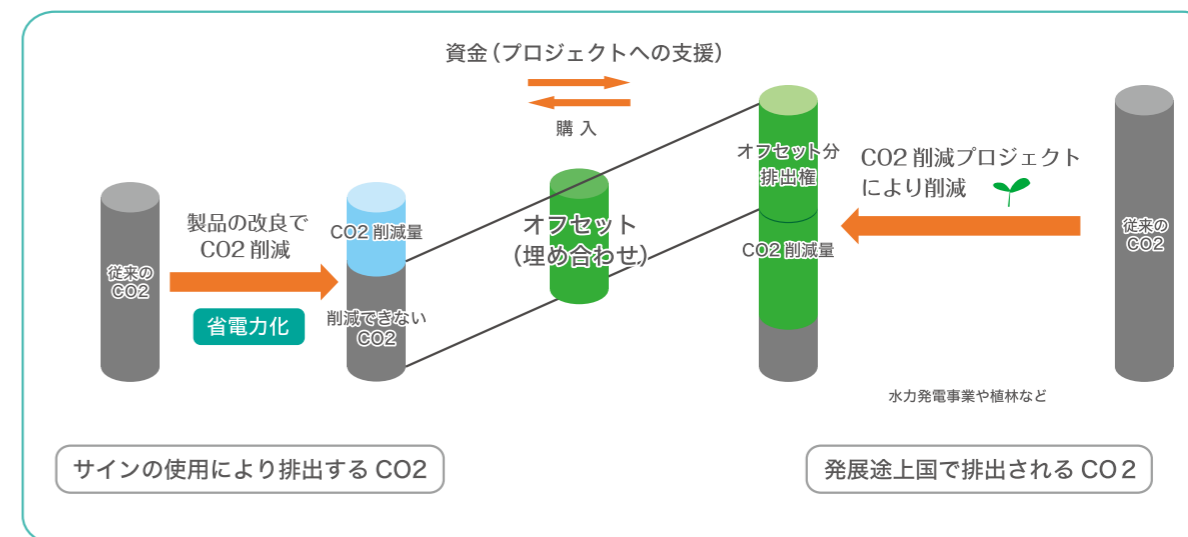 資金（プロジェクトへの支援）
購 入
従来の
CO2
製品の改良で
CO2 削減
省電力化
CO2 削減量
削減できない
CO2
オフセット
（埋め合わせ）
オフセット分
排出権
CO2 削減量
CO2 削減プロジェクト
により削減
従来の
CO2
水力発電事業や植林など
サインの使用により排出する CO2
発展途上国で排出される CO 2